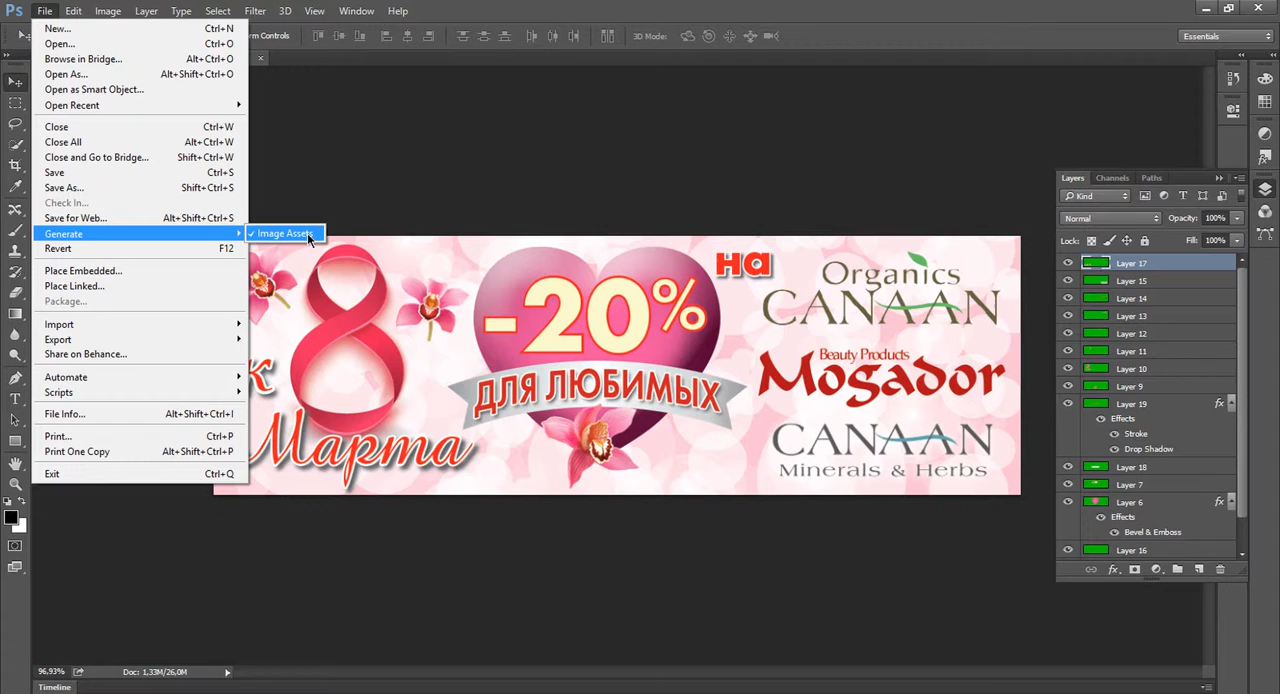 Ps File Edit Image Layer Type Select Filter 3D View Window Help
rm Controls 3D Mode: Essentials
New... Ctrl+N
Open... Ctrl+O
Browse in Bridge... Alt+Ctrl+O
Open As... Alt+Shift+Ctrl+O
Open as Smart Object...
Open Recent
Close Ctrl+W
Close All Alt+Ctrl+W
Close and Go to Bridge... Shift+Ctrl+W
Save Ctrl+S
Save As... Shift+Ctrl+S
Check In...
Save for Web... Alt+Shift+Ctrl+S
Generate
Image Assets
Revert F12
Place Embedded...
Place Linked...
Package...
Import
Export
Share on Behance...
Automate
Scripts
File Info... Alt+Shift+Ctrl+I
Print... Ctrl+P
Print One Copy Alt+Shift+Ctrl+P
Exit Ctrl+Q
к 8
Марта
-20%
на
ДЛЯ ЛЮБИМЫХ
Organics
CANAAN
Beauty Products
Mogador
CANAAN
Minerals & Herbs
Layers Channels Paths
Kind
Normal Opacity: 100%
Lock: Fill: 100%
Layer 17
Layer 15
Layer 14
Layer 13
Layer 12
Layer 11
Layer 10
Layer 9
Layer 19 fx
Effects
Stroke
Drop Shadow
Layer 18
Layer 7
Layer 6 fx
Effects
Bevel & Emboss
Layer 16
fx
96,93% Doc: 1,33M/26,0M
Timeline